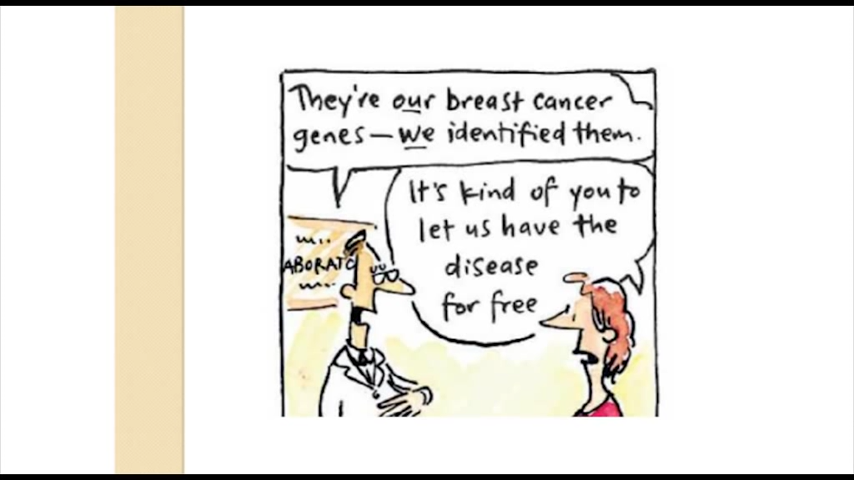 They're our breast cancer
genes—we identified them.
It's kind of you to
let us have the
disease
for free
ABORATO